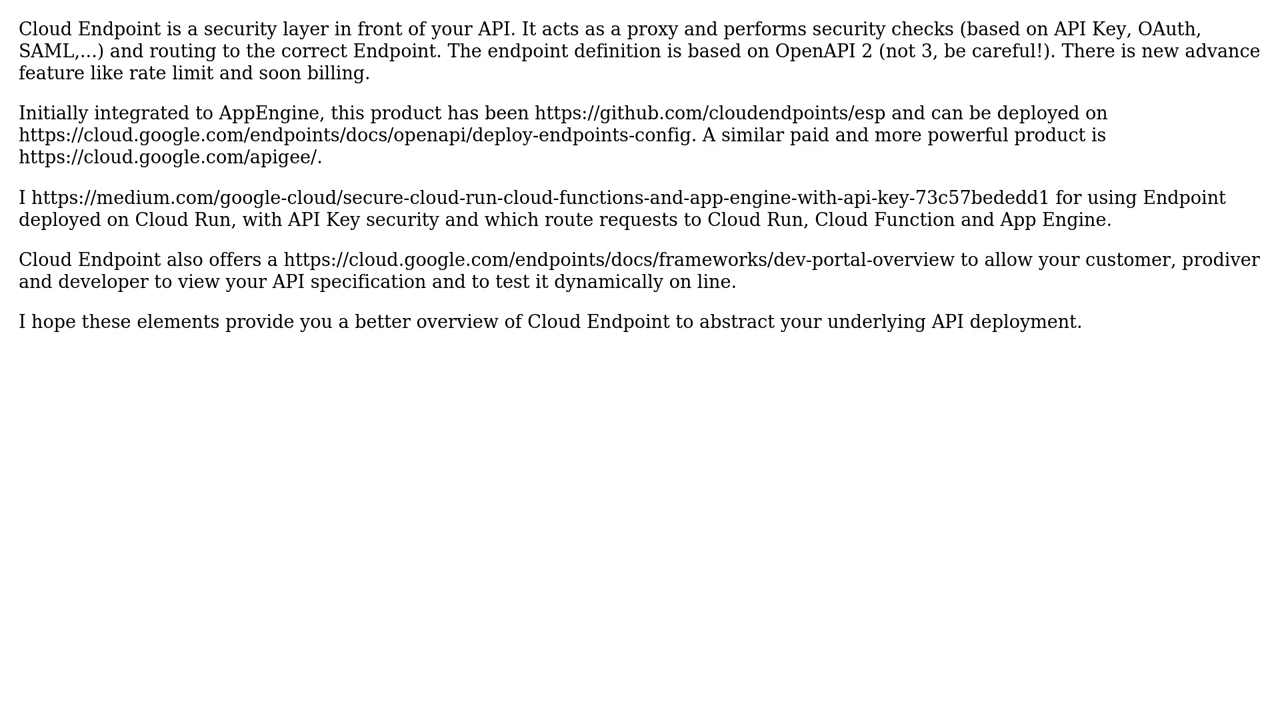 Cloud Endpoint is a security layer in front of your API. It acts as a proxy and performs security checks (based on API Key, OAuth,
SAML,...) and routing to the correct Endpoint. The endpoint definition is based on OpenAPI 2 (not 3, be careful!). There is new advance
feature like rate limit and soon billing.
Initially integrated to AppEngine, this product has been https://github.com/cloudendpoints/esp and can be deployed on
https://cloud.google.com/endpoints/docs/openapi/deploy-endpoints-config. A similar paid and more powerful product is
https://cloud.google.com/apigee/.
I https://medium.com/google-cloud/secure-cloud-run-cloud-functions-and-app-engine-with-api-key-73c57bededd1 for using Endpoint
deployed on Cloud Run, with API Key security and which route requests to Cloud Run, Cloud Function and App Engine.
Cloud Endpoint also offers a https://cloud.google.com/endpoints/docs/frameworks/dev-portal-overview to allow your customer, prodiver
and developer to view your API specification and to test it dynamically on line.
I hope these elements provide you a better overview of Cloud Endpoint to abstract your underlying API deployment.